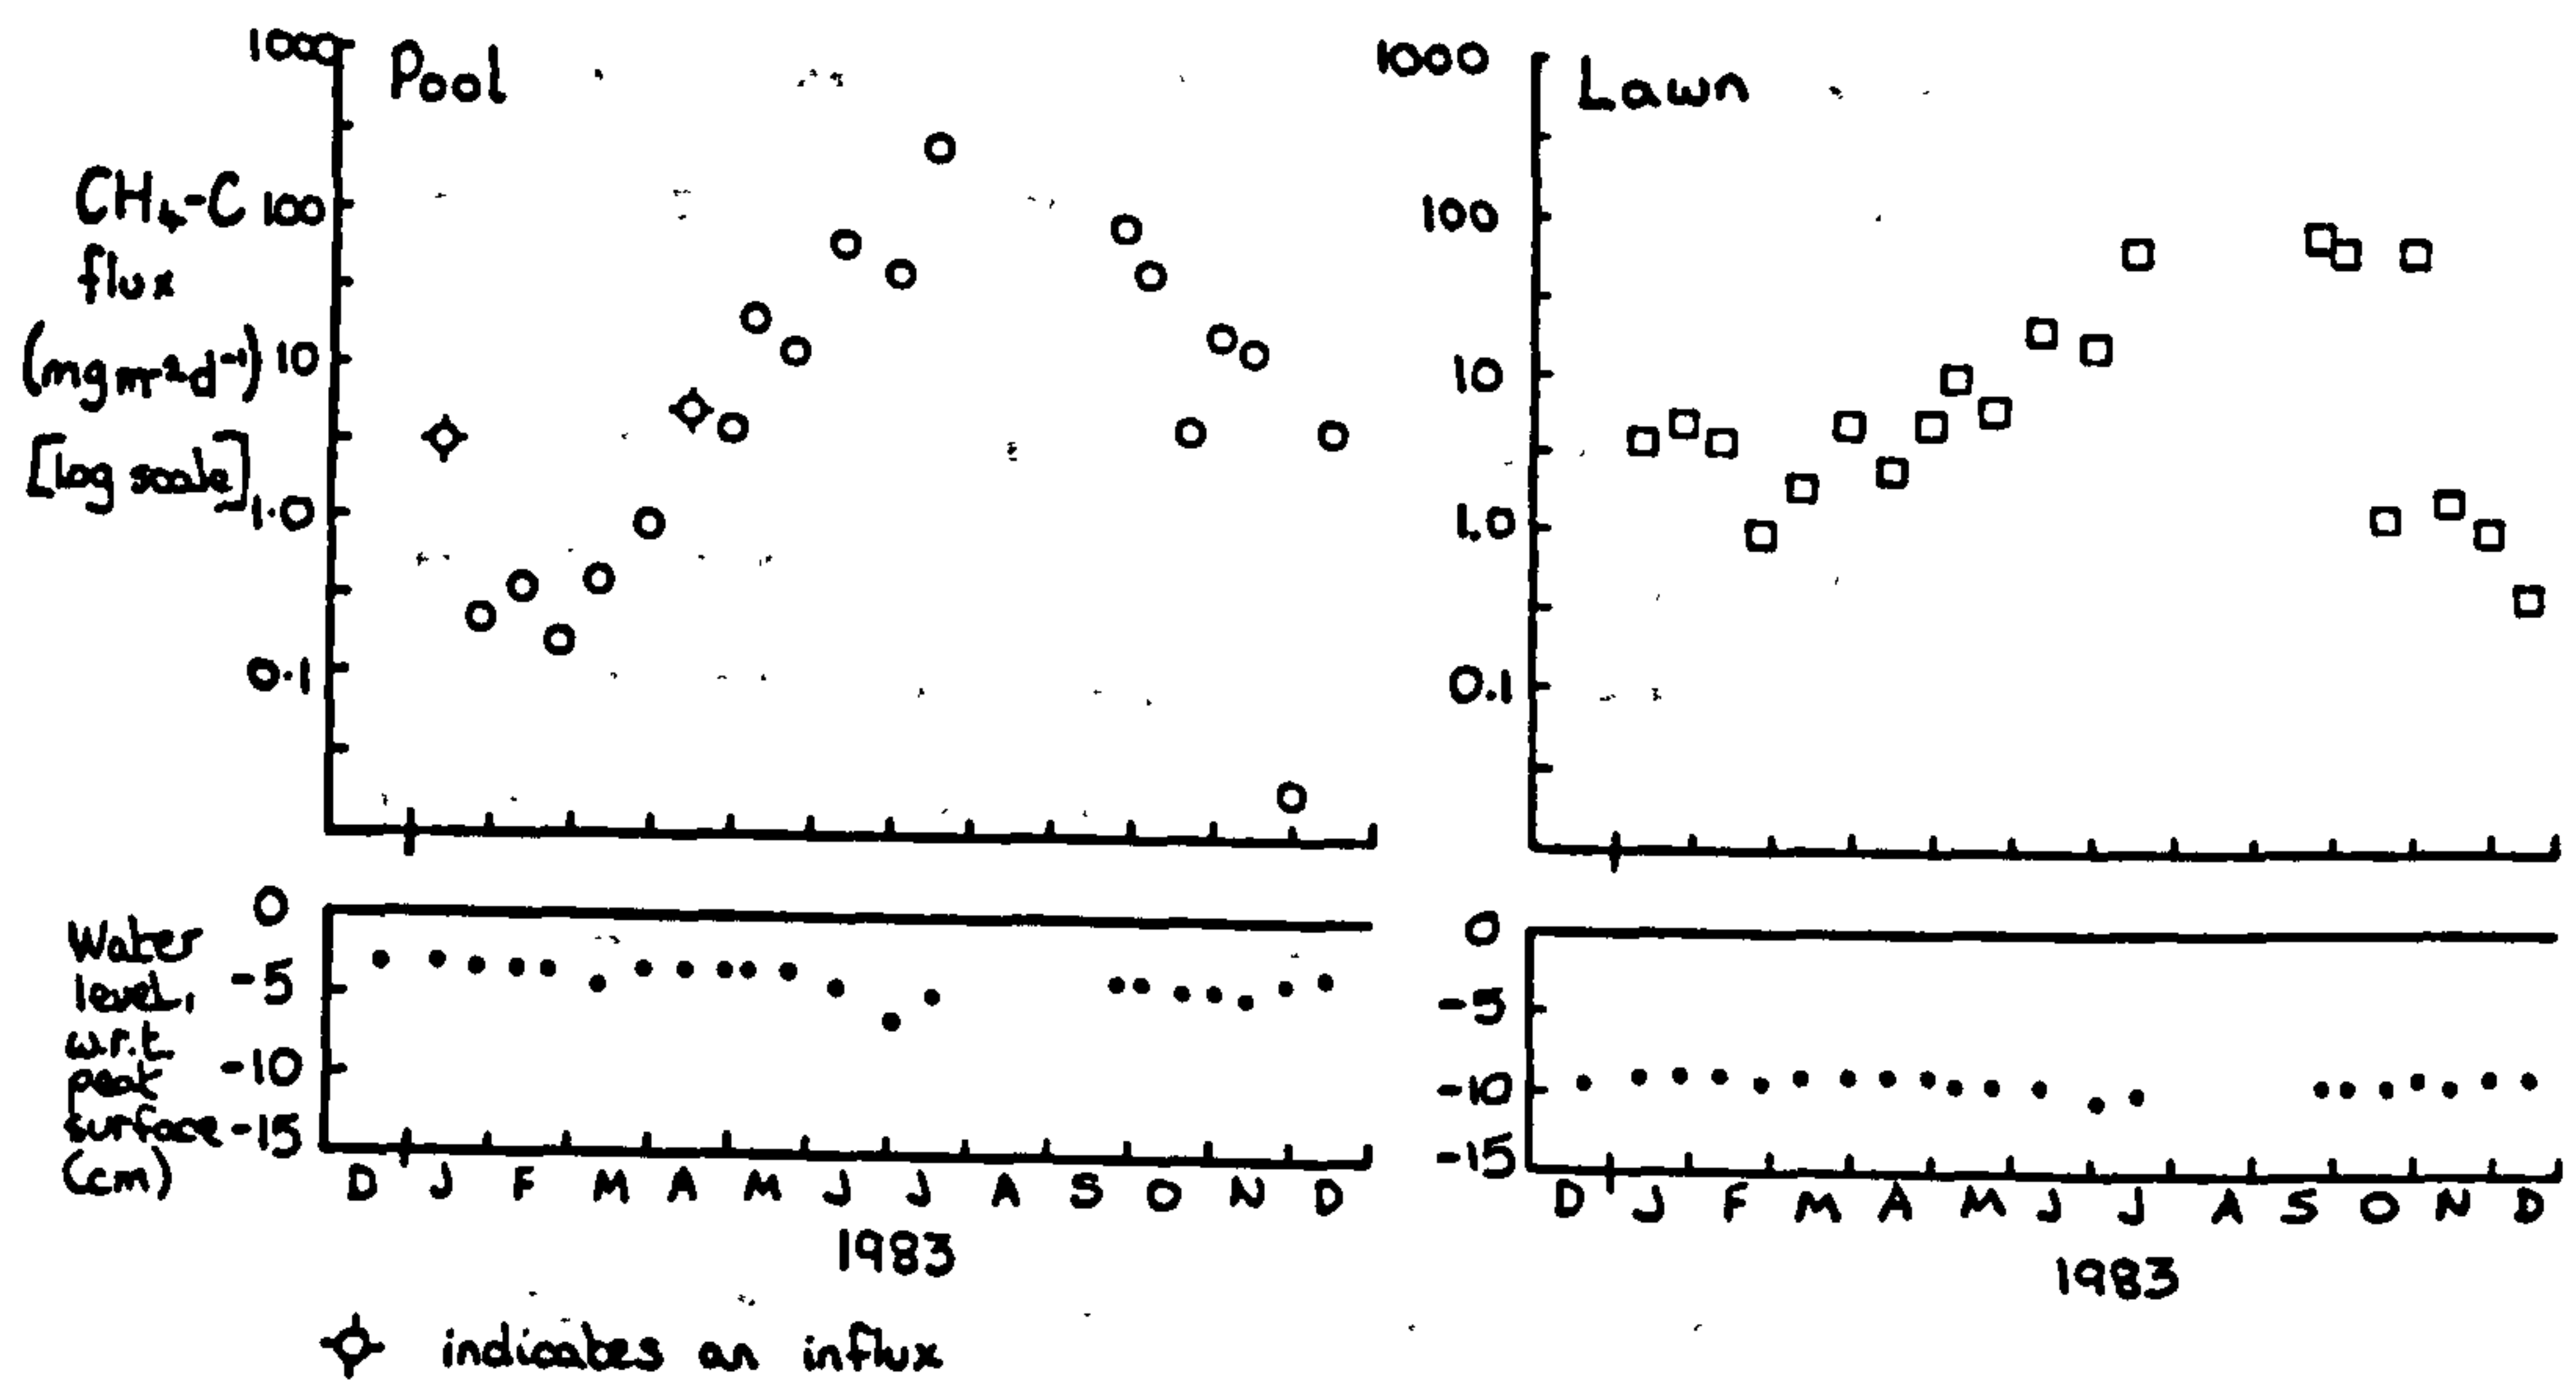 Pool
1000
CH₄-C 100
flux
(mg m⁻² d⁻¹) 10
[log scale]
1.0
0.1
Lawn
1000
100
10
1.0
0.1
Water
level,
w.r.t
peat
surface
(cm)
0
-5
-10
-15
D J F M A M J J A S O N D
1983
0
-5
-10
-15
D J F M A M J J A S O N D
1983
indicates an influx